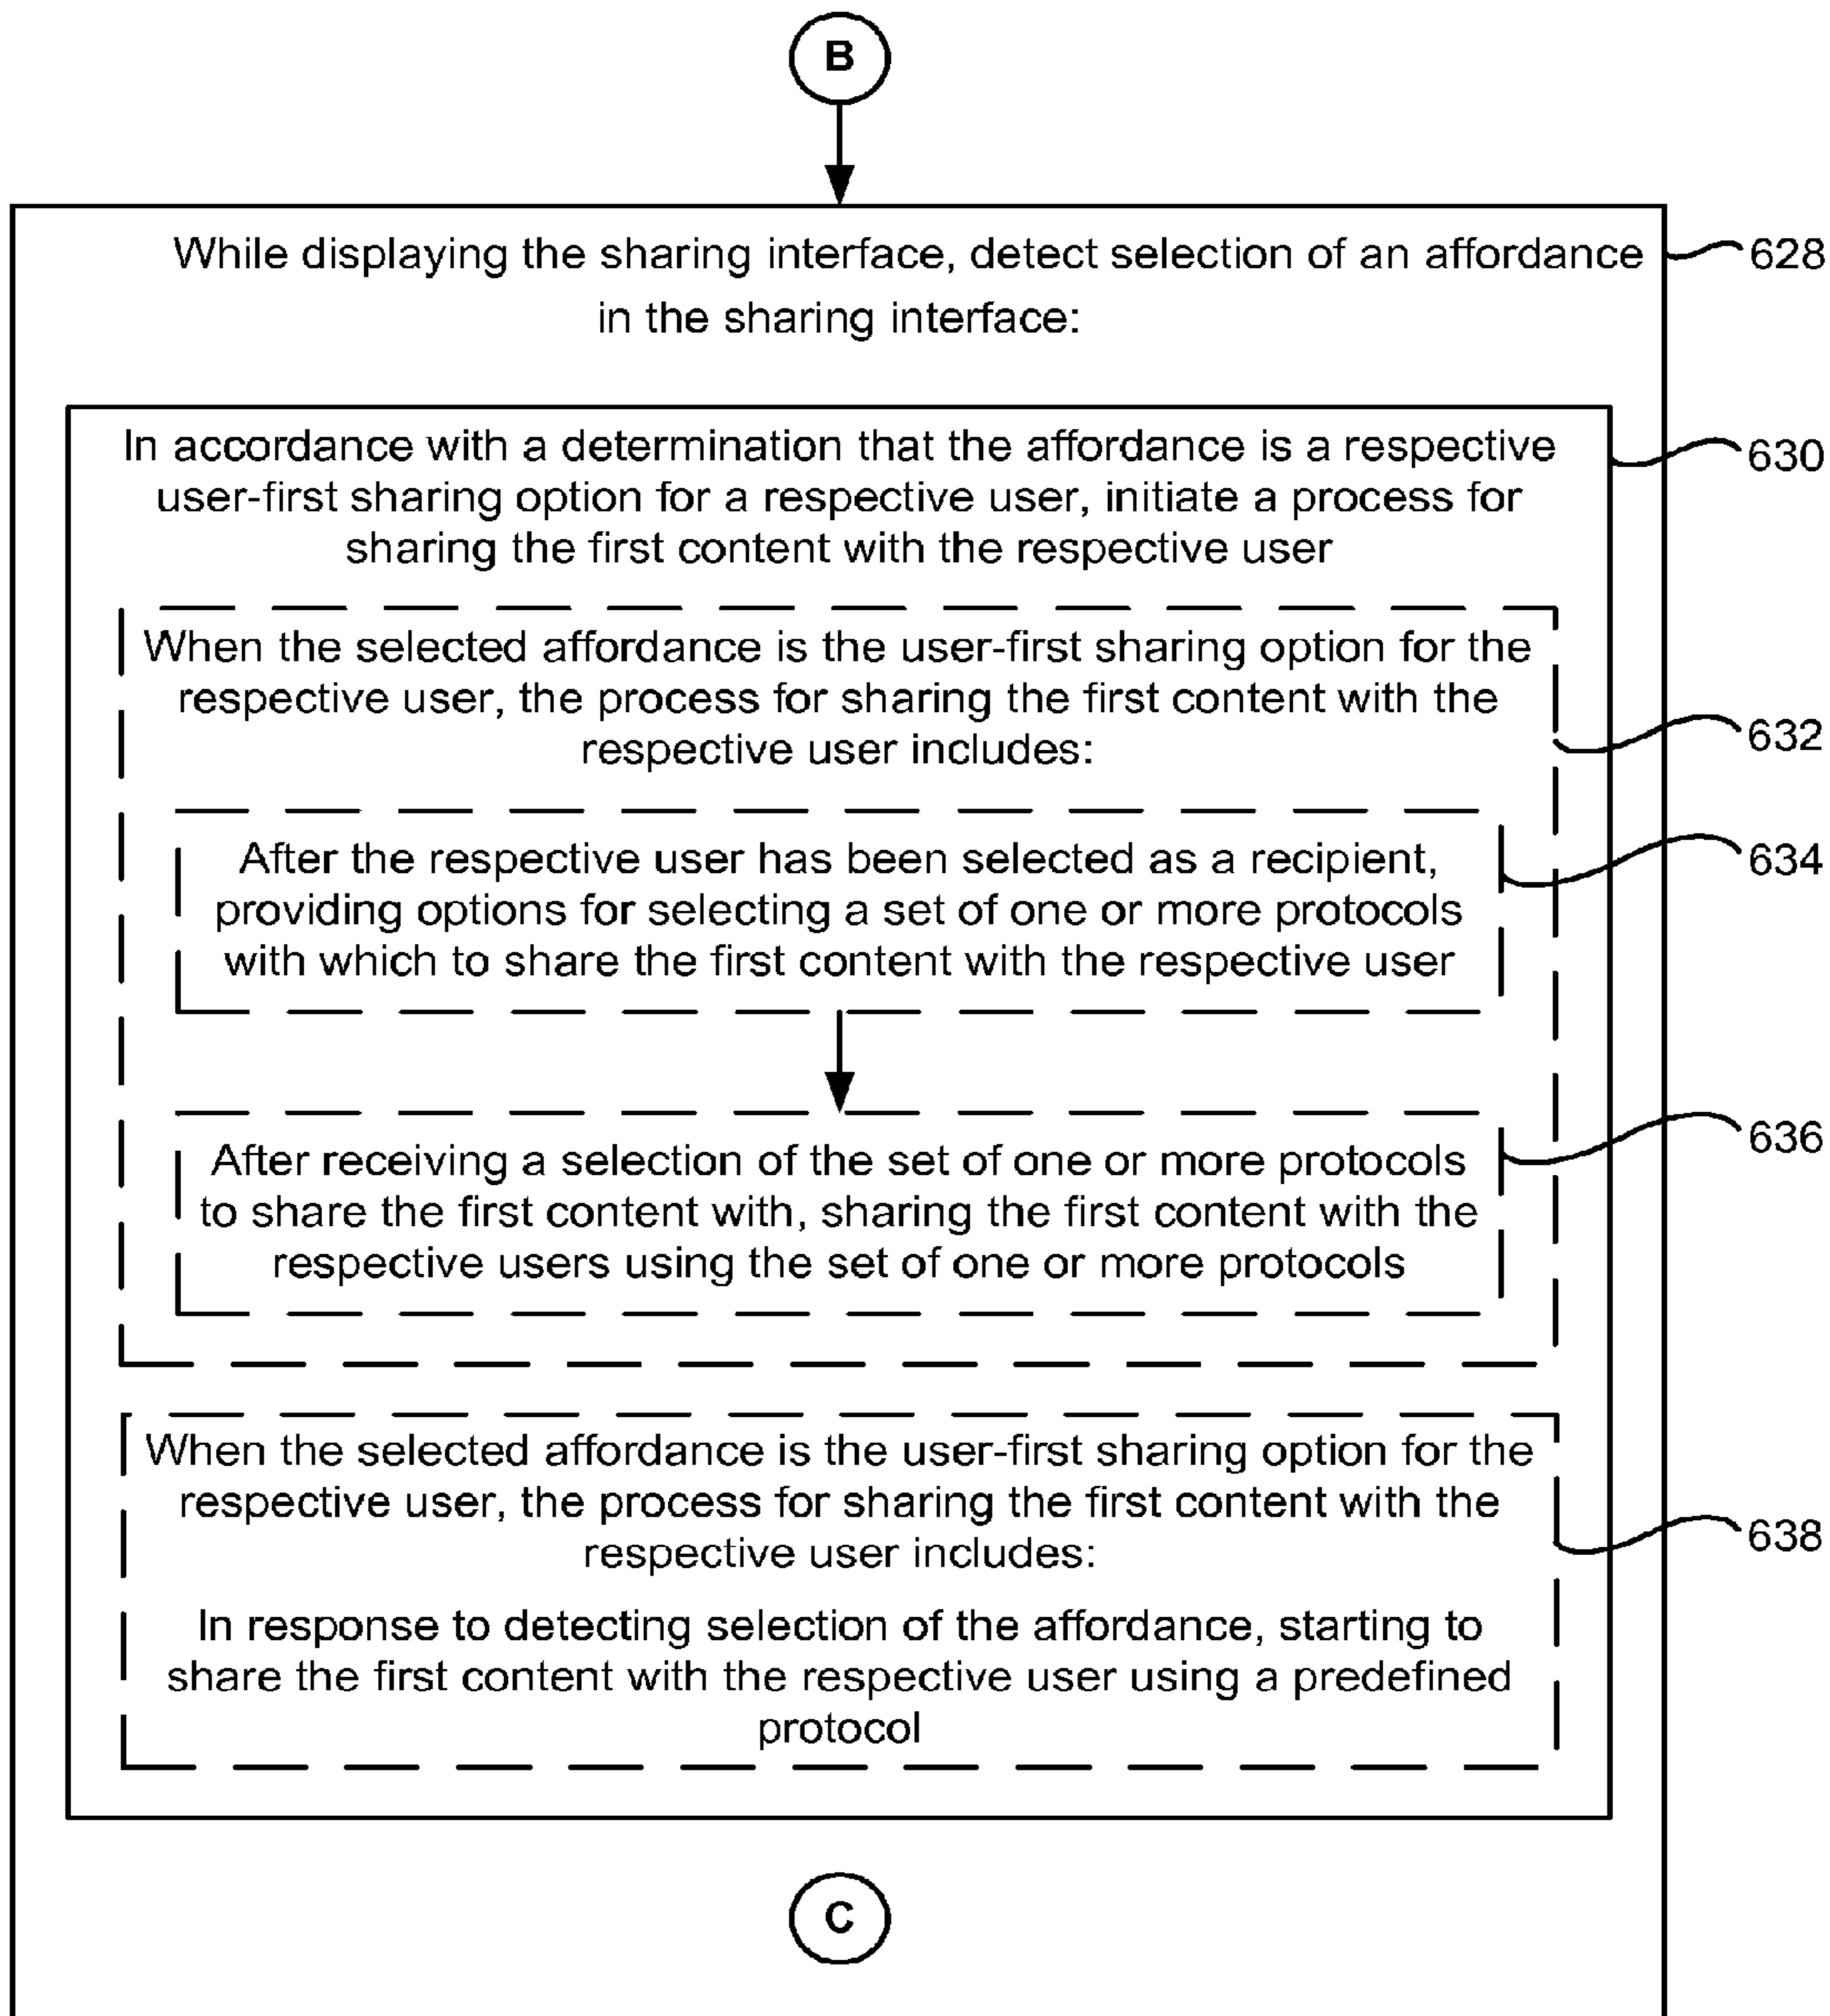 B
While displaying the sharing interface, detect selection of an affordance
in the sharing interface:
628
In accordance with a determination that the affordance is a respective
user-first sharing option for a respective user, initiate a process for
sharing the first content with the respective user
630
When the selected affordance is the user-first sharing option for the
respective user, the process for sharing the first content with the
respective user includes:
632
After the respective user has been selected as a recipient,
providing options for selecting a set of one or more protocols
with which to share the first content with the respective user
634
After receiving a selection of the set of one or more protocols
to share the first content with, sharing the first content with the
respective users using the set of one or more protocols
636
When the selected affordance is the user-first sharing option for the
respective user, the process for sharing the first content with the
respective user includes:
638
In response to detecting selection of the affordance, starting to
share the first content with the respective user using a predefined
protocol
C